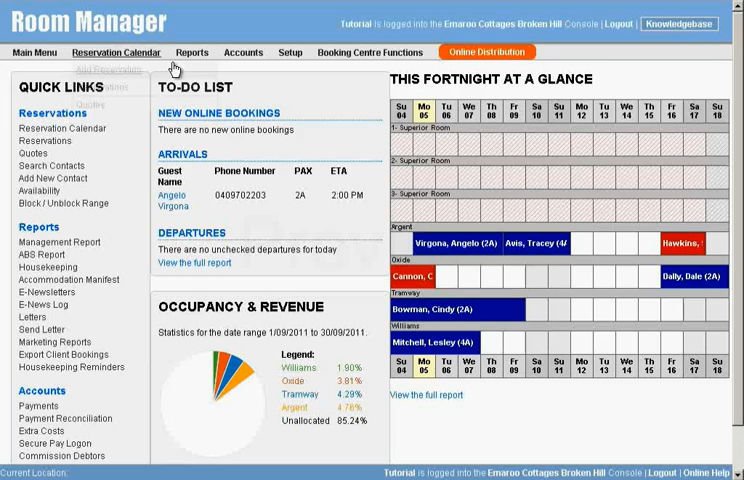 Room Manager
Tutorial is logged into the Emaroo Cottages Broken Hill Console | Logout | Knowledgebase
Main Menu Reservation Calendar Reports Accounts Setup Booking Centre Functions Online Distribution
Add Reservation
Quotes
QUICK LINKS
Reservations
Reservation Calendar
Reservations
Quotes
Search Contacts
Add New Contact
Availability
Block / Unblock Range
Reports
Management Report
ABS Report
Housekeeping
Accommodation Manifest
E-Newsletters
E-News Log
Letters
Send Letter
Marketing Reports
Export Client Bookings
Housekeeping Reminders
Accounts
Payments
Payment Reconciliation
Extra Costs
Secure Pay Logon
Commission Debtors
TO-DO LIST
NEW ONLINE BOOKINGS
There are no new online bookings
ARRIVALS
Guest Name Phone Number PAX ETA
Angelo Virgona 0409702203 2A 2:00 PM
DEPARTURES
There are no unchecked departures for today
View the full report
OCCUPANCY & REVENUE
Statistics for the date range 1/09/2011 to 30/09/2011.
Legend:
Williams 1.90%
Oxide 3.81%
Tramway 4.29%
Argent 4.76%
Unallocated 85.24%
THIS FORTNIGHT AT A GLANCE
Su Mo Tu We Th Fr Sa Su Mo Tu We Th Fr Sa Su
04 05 06 07 08 09 10 11 12 13 14 15 16 17 18
1- Superior Room
2- Superior Room
3- Superior Room
Argent
Virgona, Angelo (2A) Avis, Tracey (4A Hawkins,
Oxide
Cannon, C Dally, Dale (2A)
Tramway
Bowman, Cindy (2A)
Williams
Mitchell, Lesley (4A)
Su Mo Tu We Th Fr Sa Su Mo Tu We Th Fr Sa Su
04 05 06 07 08 09 10 11 12 13 14 15 16 17 18
View the full report
Current Location:
Tutorial is logged into the Emaroo Cottages Broken Hill Console | Logout | Online Help